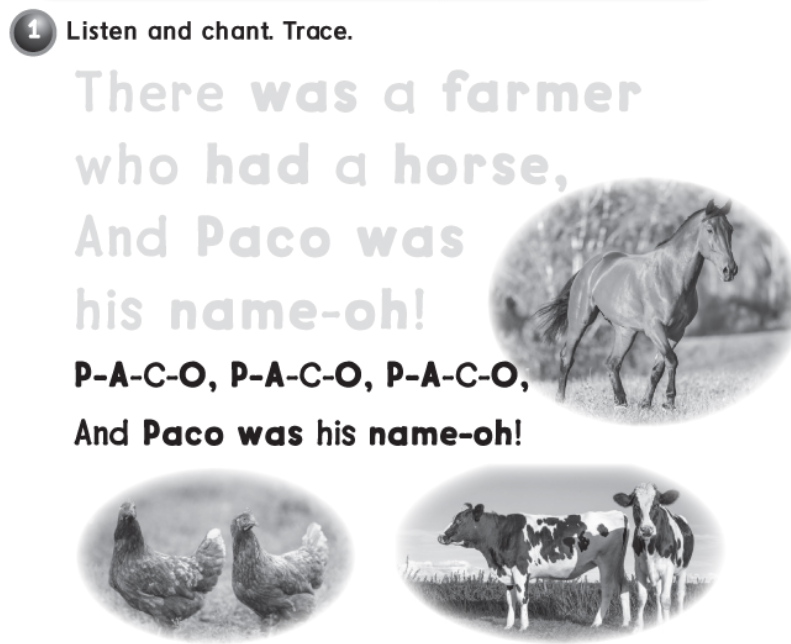 1 Listen and chant. Trace.
There was a farmer
who had a horse,
And Paco was
his name-oh!
P-A-C-O, P-A-C-O, P-A-C-O,
And Paco was his name-oh!